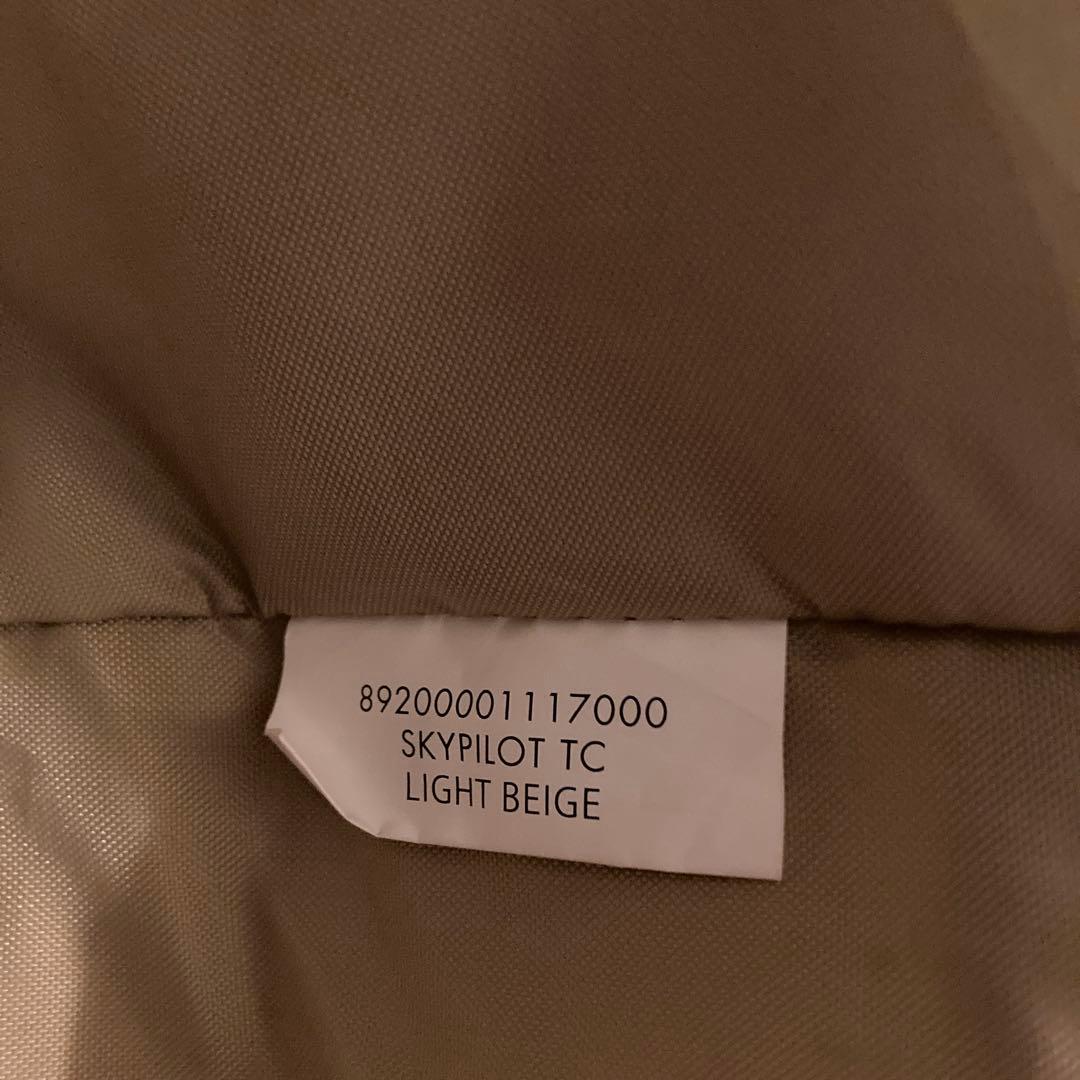 89200001117000
SKYPILOT TC
LIGHT BEIGE